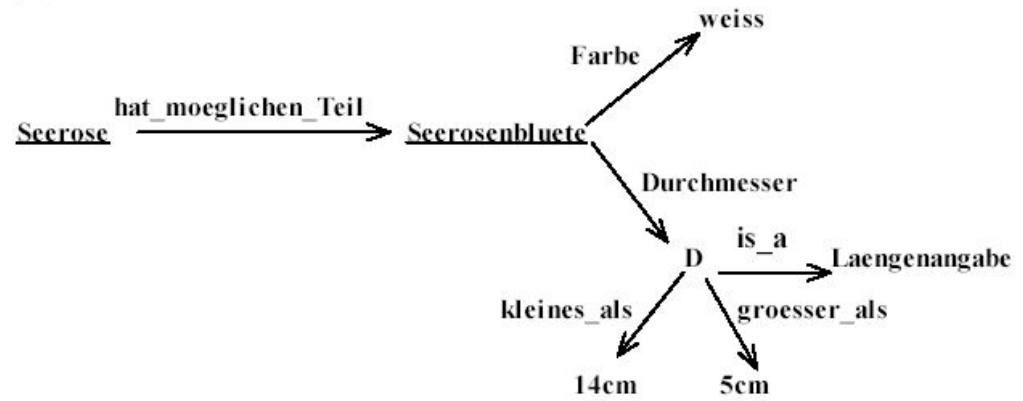 weiss
Farbe
hat_moeglichen_Teil
Seerose
Seerosenbluete
Durchmesser
is_a
D
Laengenangabe
kleines_als
groesser_als
14cm
5cm